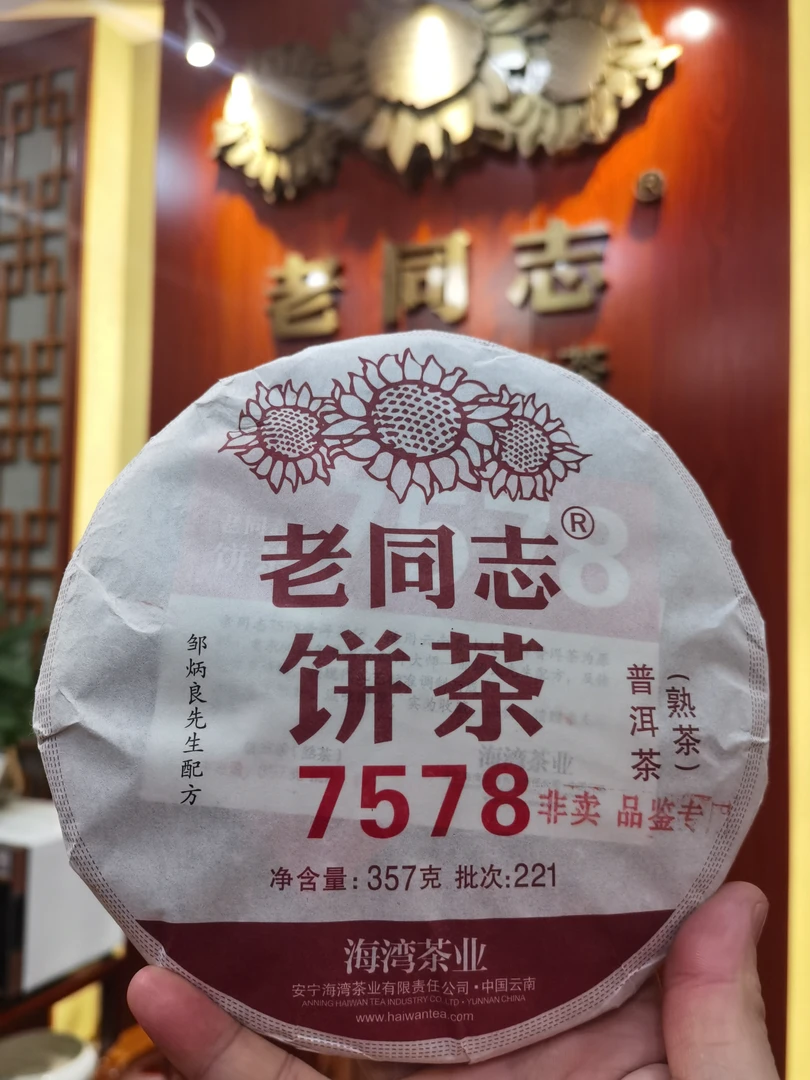 ®
老同志
茶
老同志®
饼茶
邹炳良先生配方
普洱茶
(熟茶)
7578
非卖 品鉴专
净含量: 357克 批次:221
海湾茶业
安宁海湾茶业有限责任公司·中国云南
ANNING HAIWAN TEA INDUSTRY CO.,LTD·YUNNAN CHINA
www.haiwantea.com
7578
海湾茶业